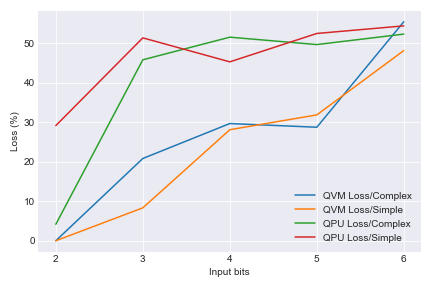 Loss (%)
50
40
30
20
10
0
2
3
4
5
6
Input bits
QVM Loss/Complex
QVM Loss/Simple
QPU Loss/Complex
QPU Loss/Simple